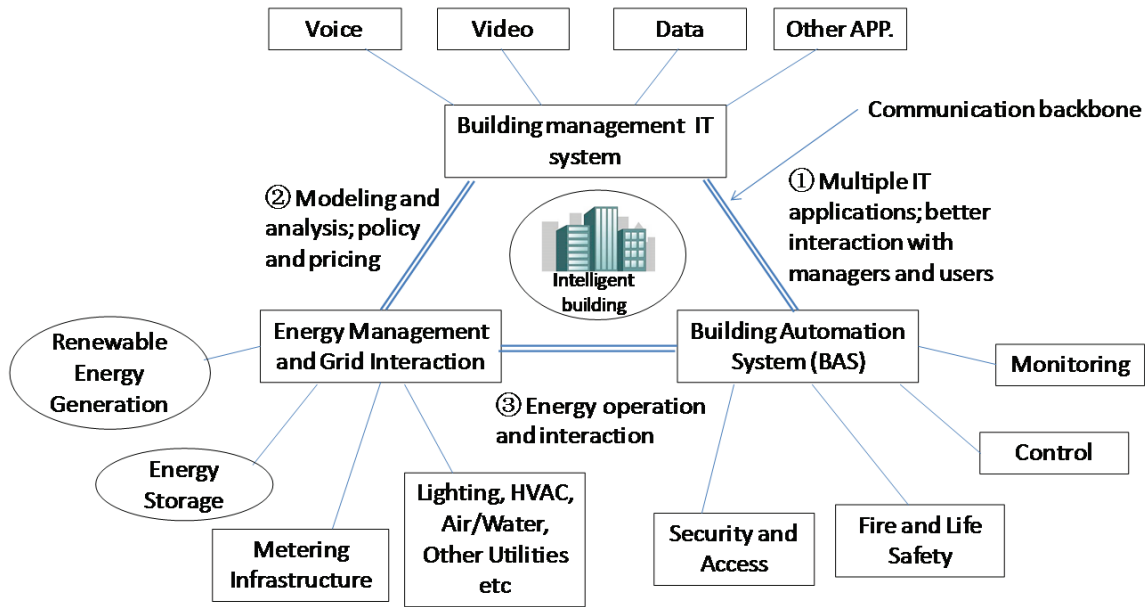 Voice
Video
Data
Other APP.
Building management IT
system
Communication backbone
② Modeling and
analysis; policy
and pricing
① Multiple IT
applications; better
interaction with
managers and users
Intelligent
building
Renewable
Energy
Generation
Energy Management
and Grid Interaction
Building Automation
System (BAS)
Monitoring
③ Energy operation
and interaction
Energy
Storage
Control
Metering
Infrastructure
Lighting, HVAC,
Air/Water,
Other Utilities
etc
Security and
Access
Fire and Life
Safety